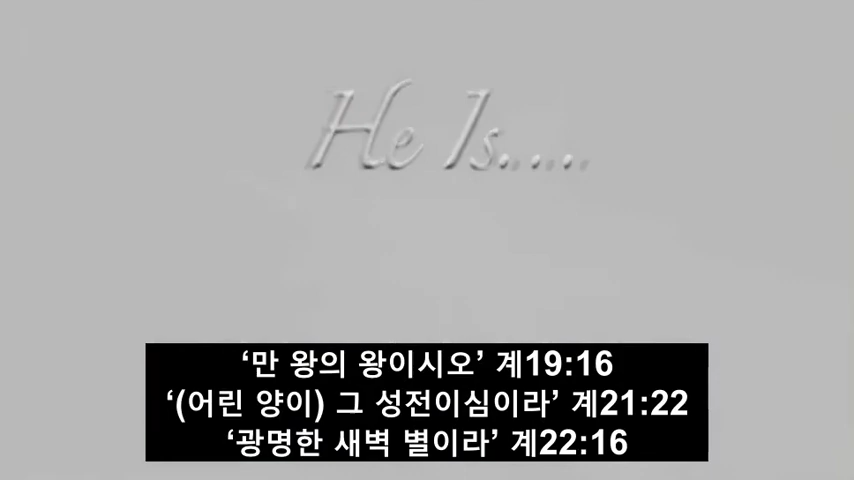 He Is.....
‘만 왕의 왕이시오’ 계19:16
‘(어린 양이) 그 성전이심이라’ 계21:22
‘광명한 새벽 별이라’ 계22:16